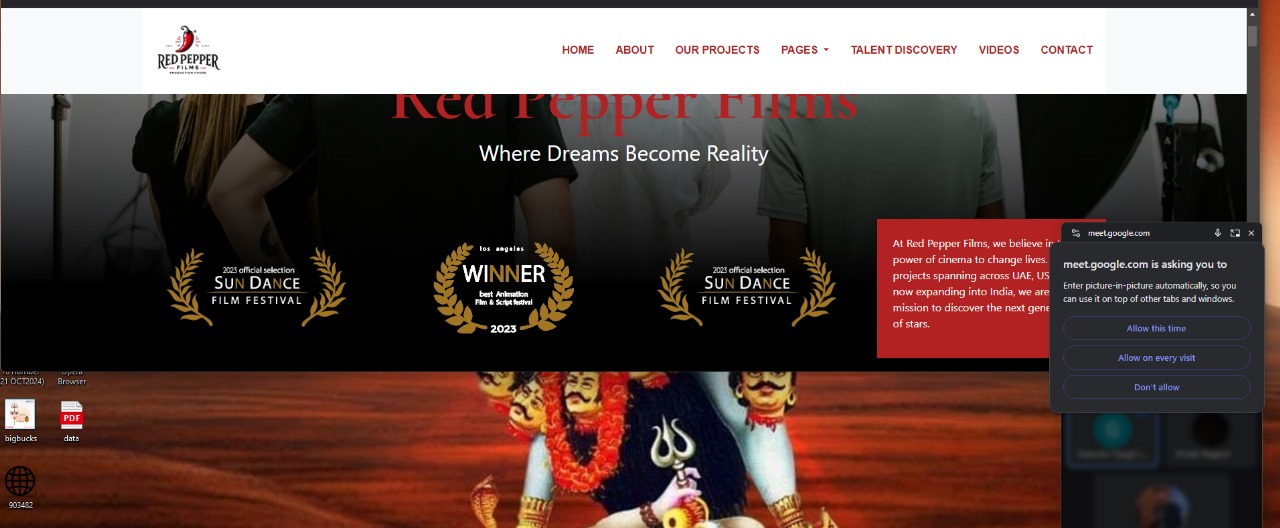 RED PEPPER
FILMS
PRODUCTION HOUSE
HOME ABOUT OUR PROJECTS PAGES TALENT DISCOVERY VIDEOS CONTACT
Red Pepper Films
Where Dreams Become Reality
2023 official selection
SUN DANCE
FILM FESTIVAL
los angeles
WINNER
best Animation
Film & Script festival
2023
2023 official selection
SUN DANCE
FILM FESTIVAL
At Red Pepper Films, we believe in
power of cinema to change lives.
projects spanning across UAE, US
now expanding into India, we are
mission to discover the next gene
of stars.
meet.google.com
meet.google.com is asking you to
Enter picture-in-picture automatically, so you
can use it on top of other tabs and windows.
Allow this time
Allow on every visit
Don't allow
21 OCT2024)
Opera
Browser
bigbucks
PDF
data
903482
G